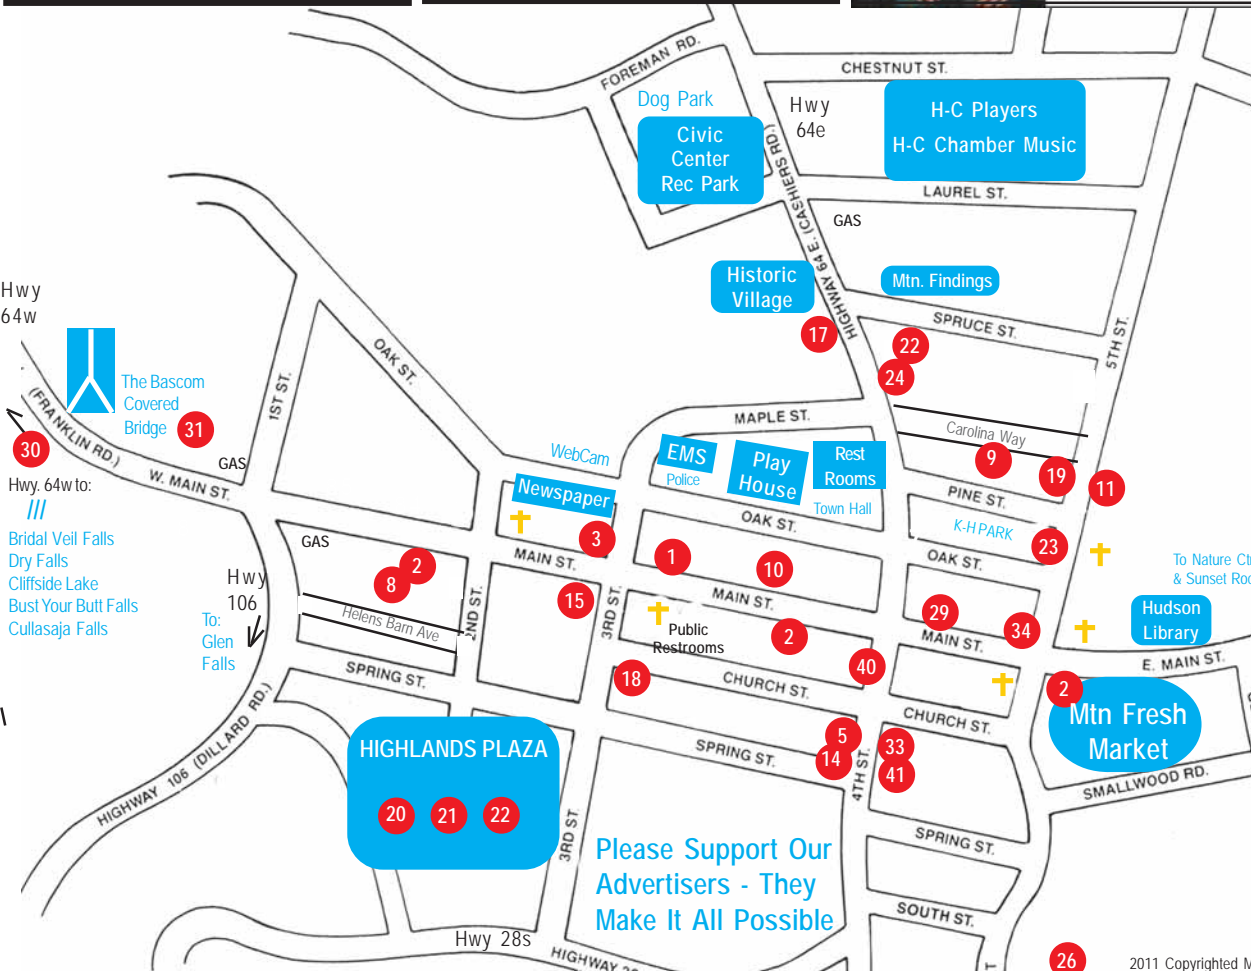 FOREMAN RD.
CHESTNUT ST.
Dog Park
Hwy
64e
Civic
Center
Rec Park
H-C Players
H-C Chamber Music
LAUREL ST.
HIGHWAY 64 E. (CASHIERS RD.)
GAS
Historic
Village
Mtn. Findings
Hwy
64w
17
SPRUCE ST.
5TH ST.
22
24
OAK ST.
The Bascom
Covered
Bridge
31
1ST ST.
(FRANKLIN RD.)
30
MAPLE ST.
Carolina Way
9
19
11
W. MAIN ST.
GAS
WebCam
EMS
Police
Play
House
Rest
Rooms
Town Hall
Hwy. 64w to:
///
Bridal Veil Falls
Dry Falls
Cliffside Lake
Bust Your Butt Falls
Cullasaja Falls
Newspaper
PINE ST.
OAK ST.
K-H PARK
23
GAS
MAIN ST.
3
1
10
OAK ST.
To Nature Ct
& Sunset Roc
Hwy
106
2
8
15
3RD ST.
MAIN ST.
29
34
Hudson
Library
To:
Glen
Falls
Helens Barn Ave
2ND ST.
Public
Restrooms
2
MAIN ST.
E. MAIN ST.
SPRING ST.
18
40
CHURCH ST.
2
Mtn Fresh
Market
HIGHWAY 106 (DILLARD RD.)
HIGHLANDS PLAZA
CHURCH ST.
5
14
33
41
SPRING ST.
4TH ST.
SMALLWOOD RD.
20
21
22
3RD ST.
Please Support Our
Advertisers - They
Make It All Possible
SPRING ST.
SOUTH ST.
Hwy 28s
26
2011 Copyrighted M